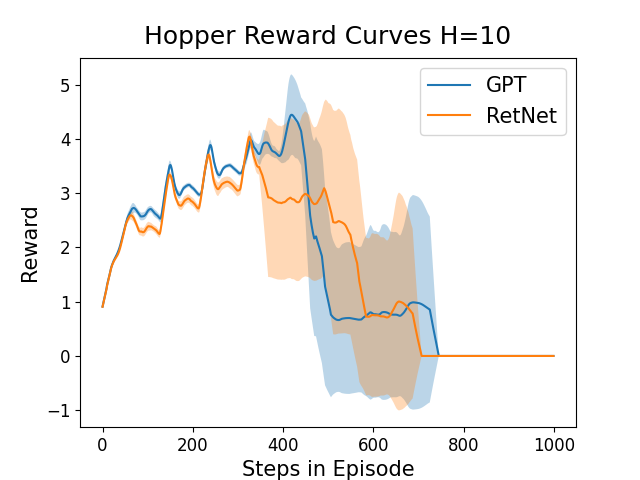 Hopper Reward Curves H=10
GPT
RetNet
Reward
5
4
3
2
1
0
−1
0 200 400 600 800 1000
Steps in Episode